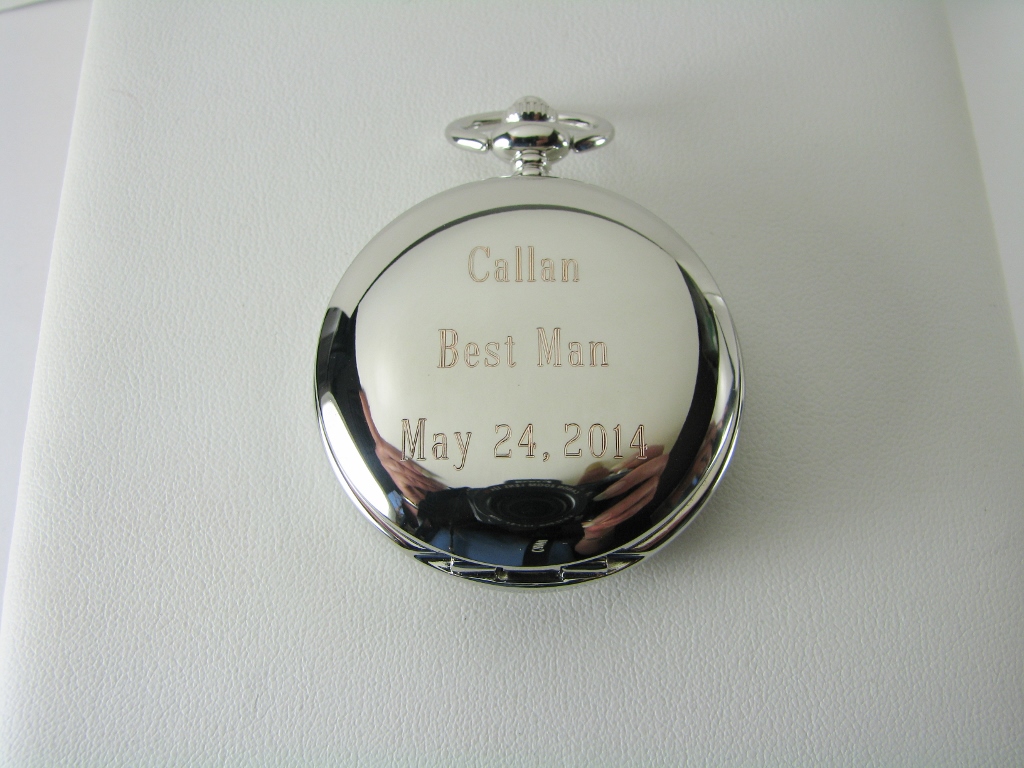 Callan
Best Man
May 24, 2014